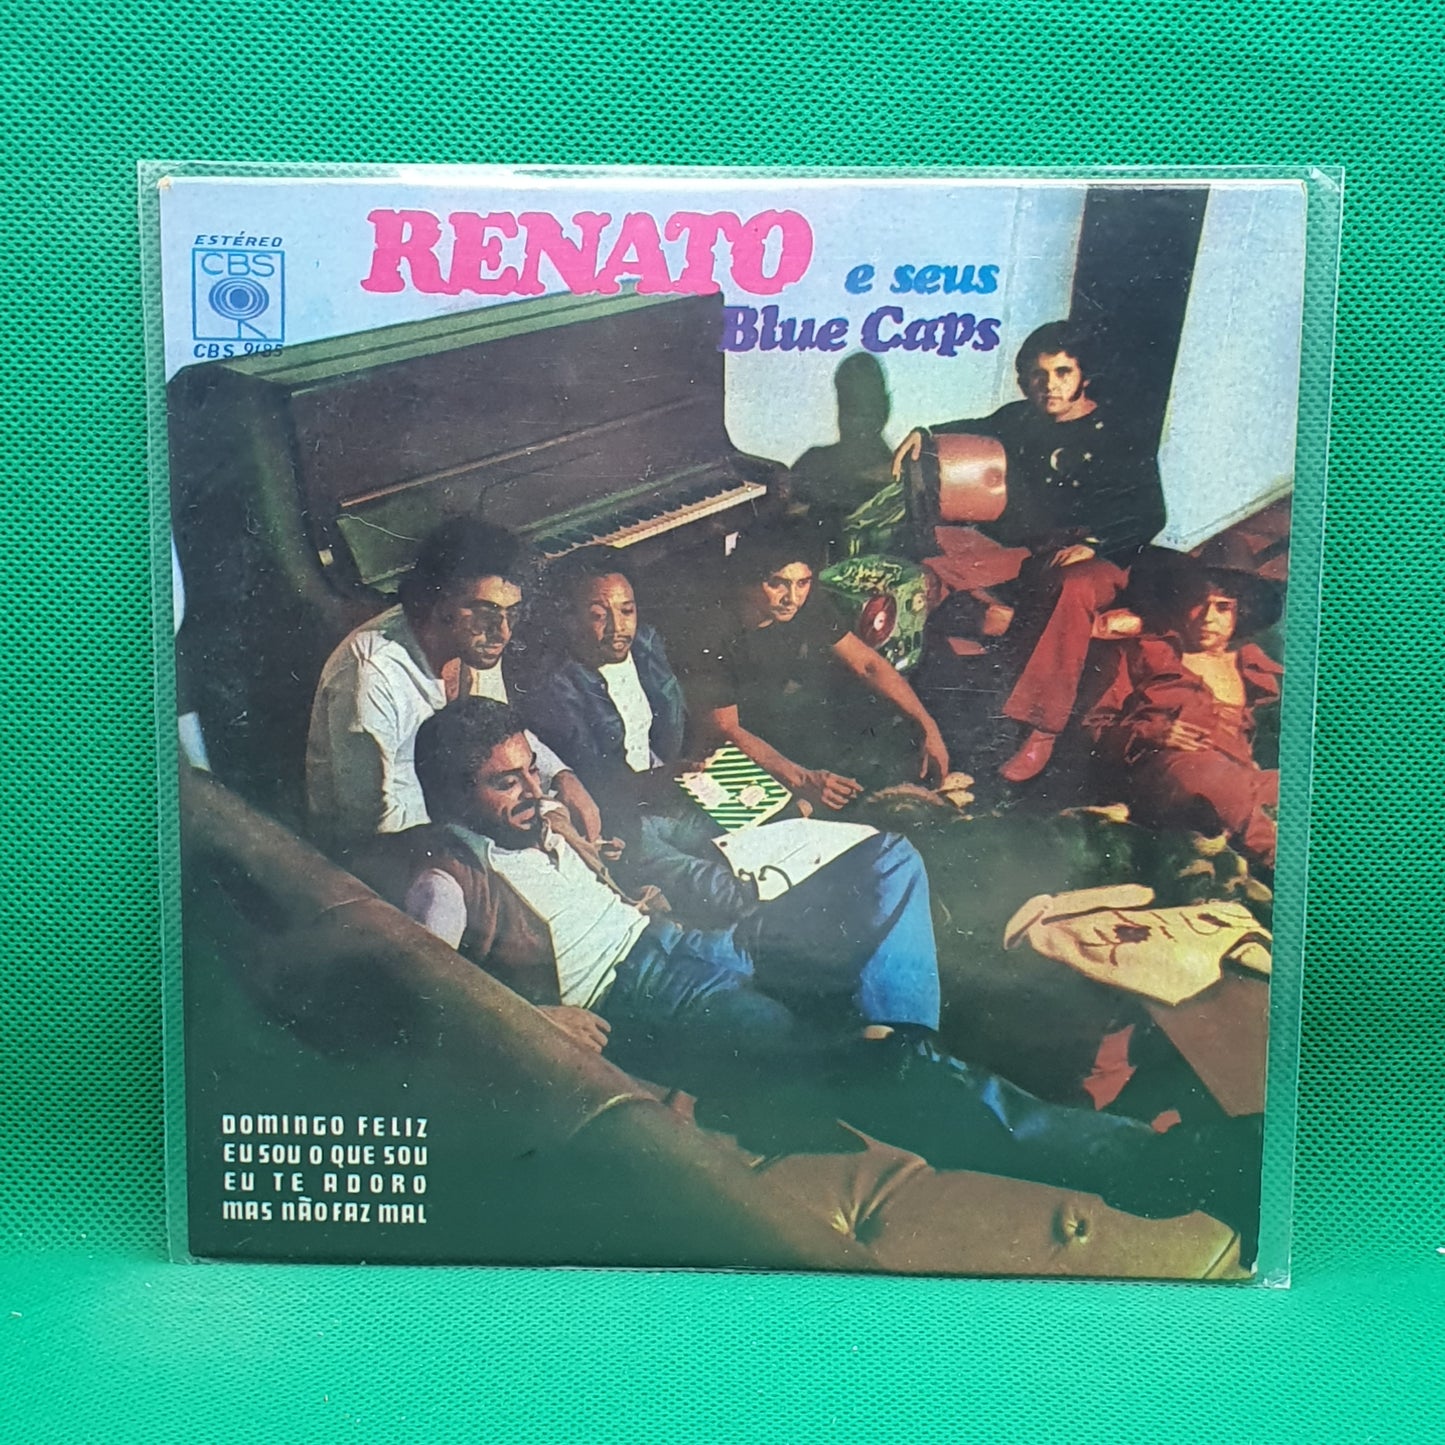 ESTÉREO
CBS
CBS 9185
RENATO
e seus
Blue Caps
DOMINGO FELIZ
EU SOU O QUE SOU
EU TE ADORO
MAS NÃO FAZ MAL